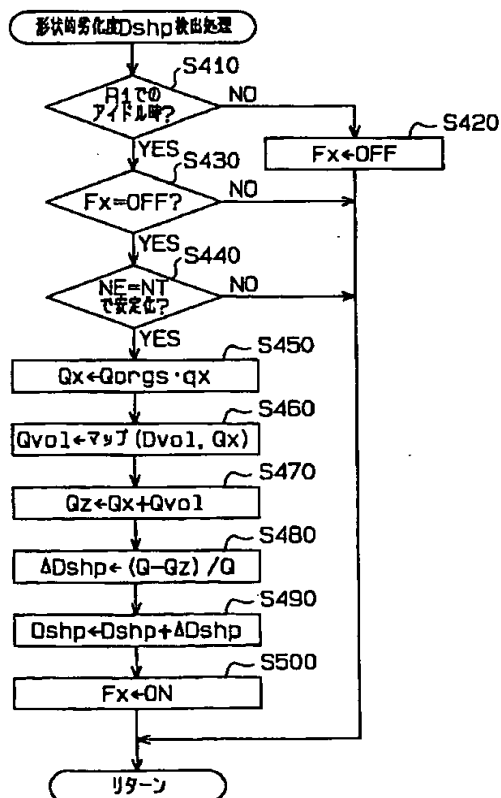 形状的劣化度Dshp検出処理
S410
A1での
アイドル時?
NO
S420
Fx←OFF
YES
S430
Fx=OFF?
NO
YES
S440
NE=NT
で安定化?
NO
YES
S450
Qx←Qorgs・qx
S460
Qvol←マップ(Dvol, Qx)
S470
Qz←Qx+Qvol
S480
ΔDshp←(Q-Qz)/Q
S490
Dshp←Dshp+ΔDshp
S500
Fx←ON
リターン